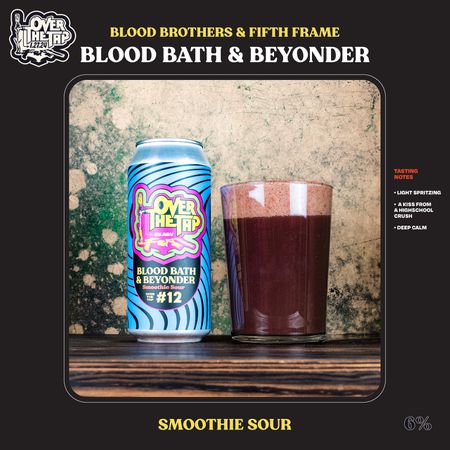 OVER
THE TAP
BLOOD BROTHERS & FIFTH FRAME
BLOOD BATH & BEYONDER
OVER
THE TAP
BLOOD BATH
& BEYONDER
Smoothie Sour
#12
TASTING
NOTES
• LIGHT SPRITZING
• A KISS FROM
A HIGHSCHOOL
CRUSH
• DEEP CALM
SMOOTHIE SOUR
6%